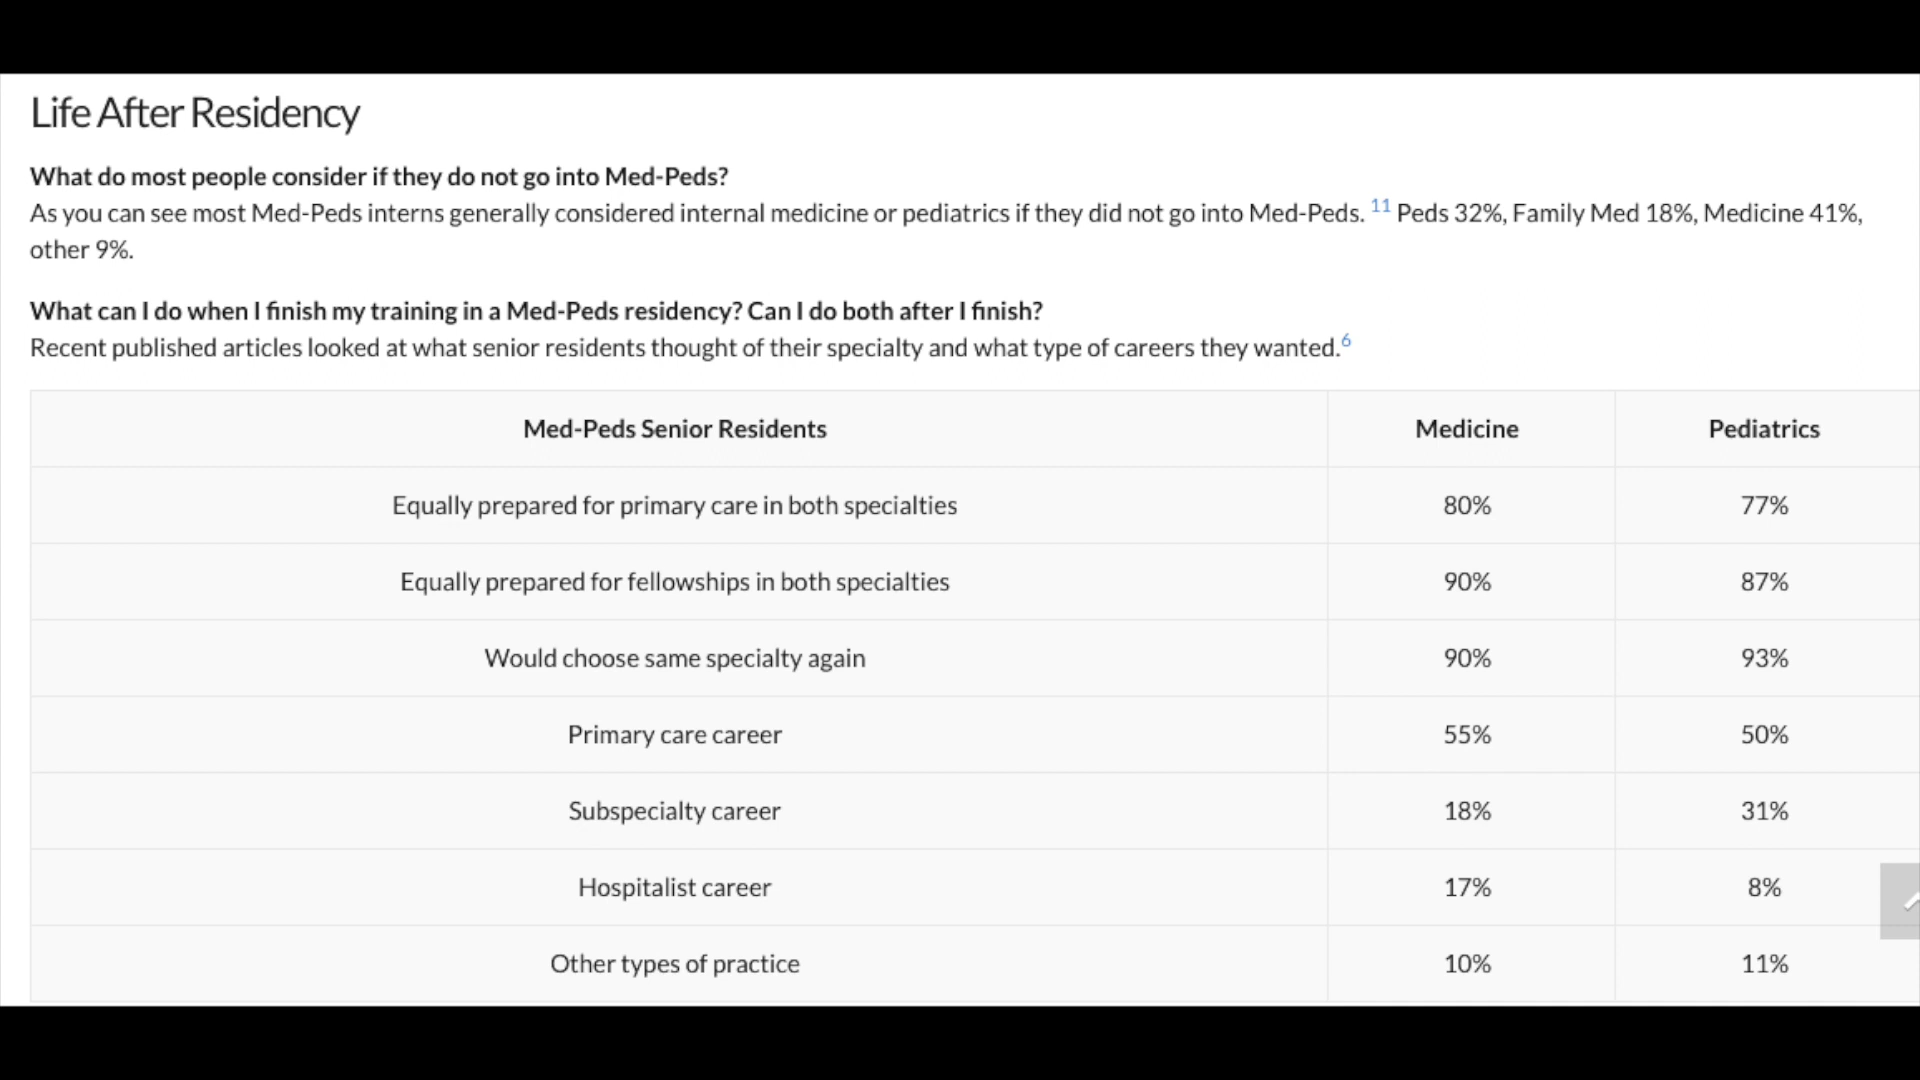 Life After Residency
What do most people consider if they do not go into Med-Peds?
As you can see most Med-Peds interns generally considered internal medicine or pediatrics if they did not go into Med-Peds. 11 Peds 32%, Family Med 18%, Medicine 41%,
other 9%.
What can I do when I finish my training in a Med-Peds residency? Can I do both after I finish?
Recent published articles looked at what senior residents thought of their specialty and what type of careers they wanted.6
Med-Peds Senior Residents Medicine Pediatrics
Equally prepared for primary care in both specialties 80% 77%
Equally prepared for fellowships in both specialties 90% 87%
Would choose same specialty again 90% 93%
Primary care career 55% 50%
Subspecialty career 18% 31%
Hospitalist career 17% 8%
Other types of practice 10% 11%